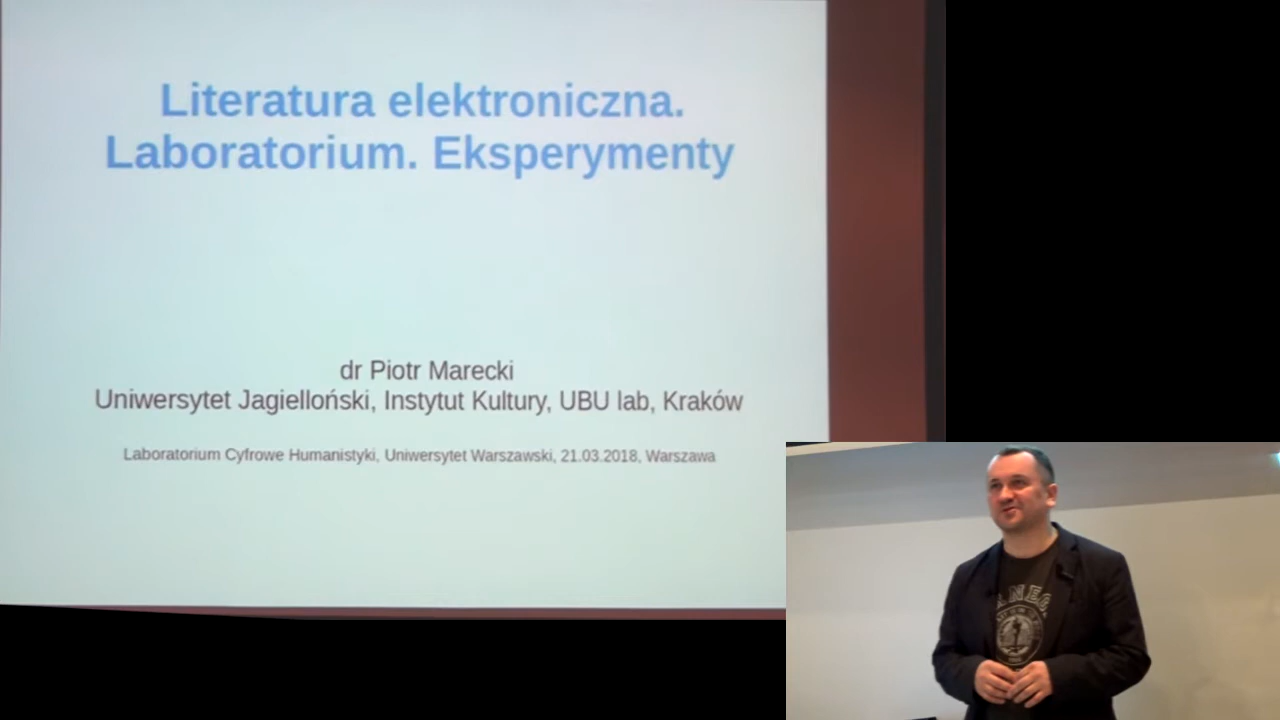 Literatura elektroniczna.
Laboratorium. Eksperymenty
dr Piotr Marecki
Uniwersytet Jagielloński, Instytut Kultury, UBU lab, Kraków
Laboratorium Cyfrowe Humanistyki, Uniwersytet Warszawski, 21.03.2018, Warszawa